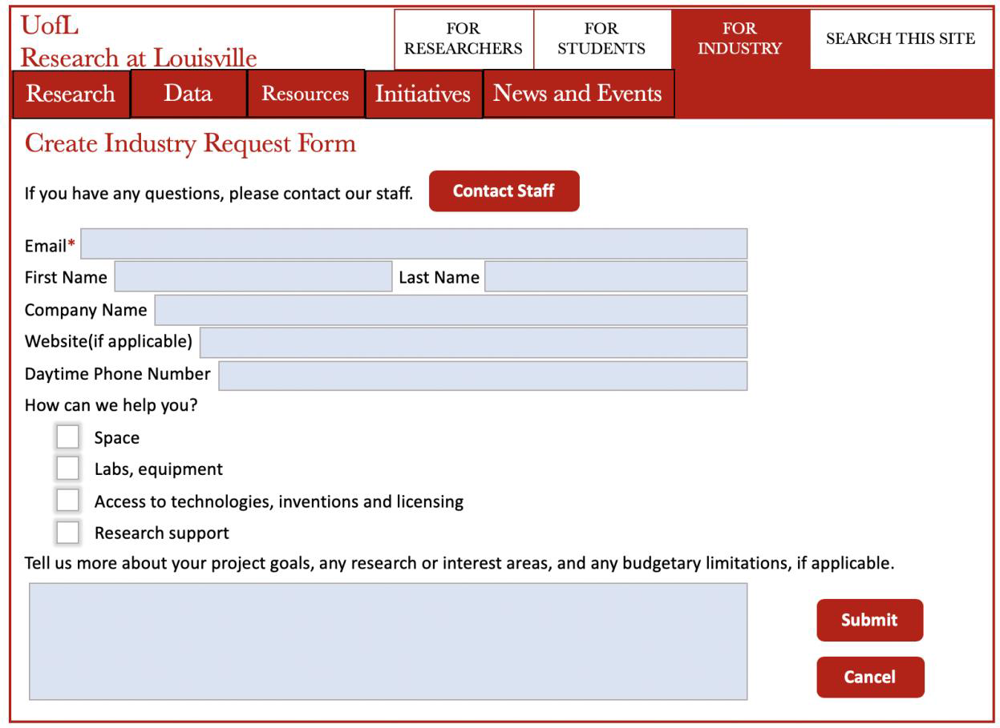 UofL
Research at Louisville
FOR
RESEARCHERS
FOR
STUDENTS
FOR
INDUSTRY
SEARCH THIS SITE
Research
Data
Resources
Initiatives
News and Events
Create Industry Request Form
If you have any questions, please contact our staff.
Contact Staff
Email*
First Name
Last Name
Company Name
Website(if applicable)
Daytime Phone Number
How can we help you?
Space
Labs, equipment
Access to technologies, inventions and licensing
Research support
Tell us more about your project goals, any research or interest areas, and any budgetary limitations, if applicable.
Submit
Cancel